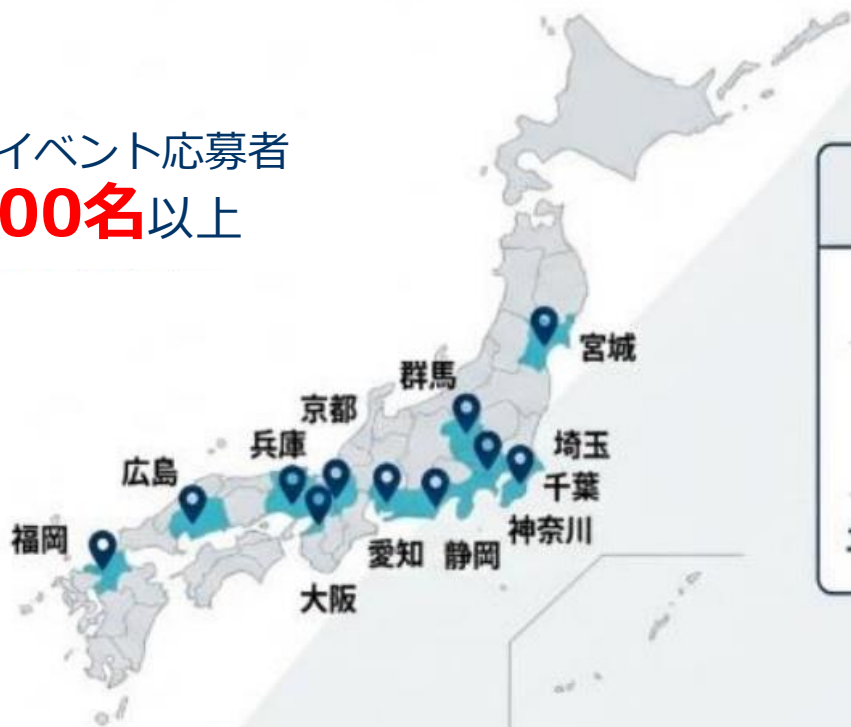 イベント応募者
00名以上
宮城
群馬
京都
兵庫
埼玉
広島
千葉
神奈川
福岡
愛知
静岡
大阪